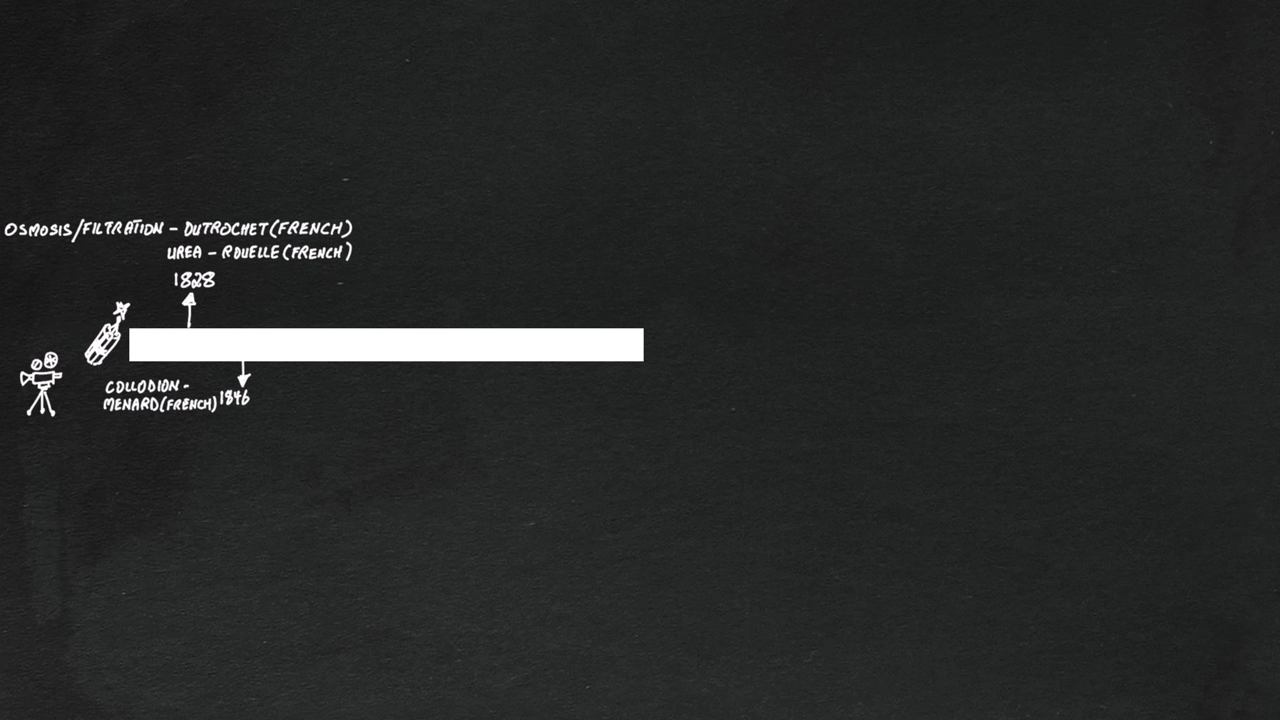 OSMOSIS/FILTRATION - DUTROCHET(FRENCH)
UREA - ROUELLE(FRENCH)
1828
COLLODION -
MENARD(FRENCH) 1846